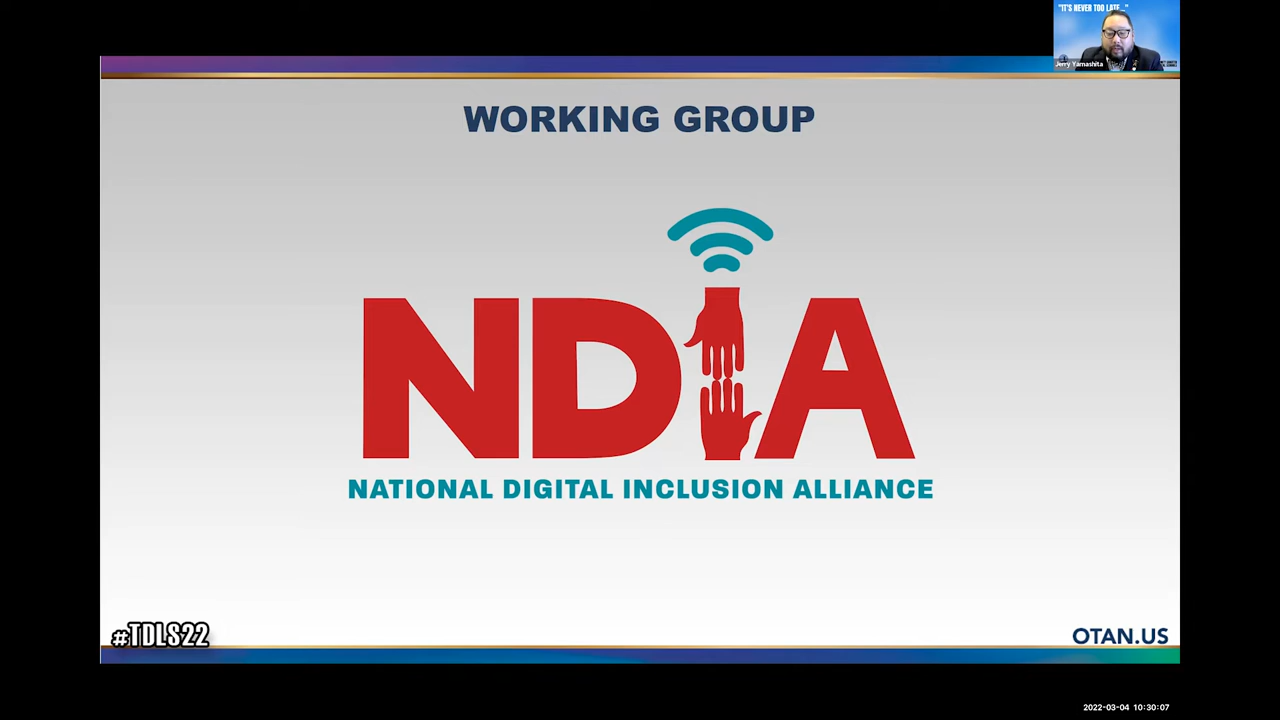 "IT'S NEVER TOO LATE..."
Jerry Yamashita
WORKING GROUP
NDIA
NATIONAL DIGITAL INCLUSION ALLIANCE
#TDLS22
OTAN.US
2022-03-04 10:30:07